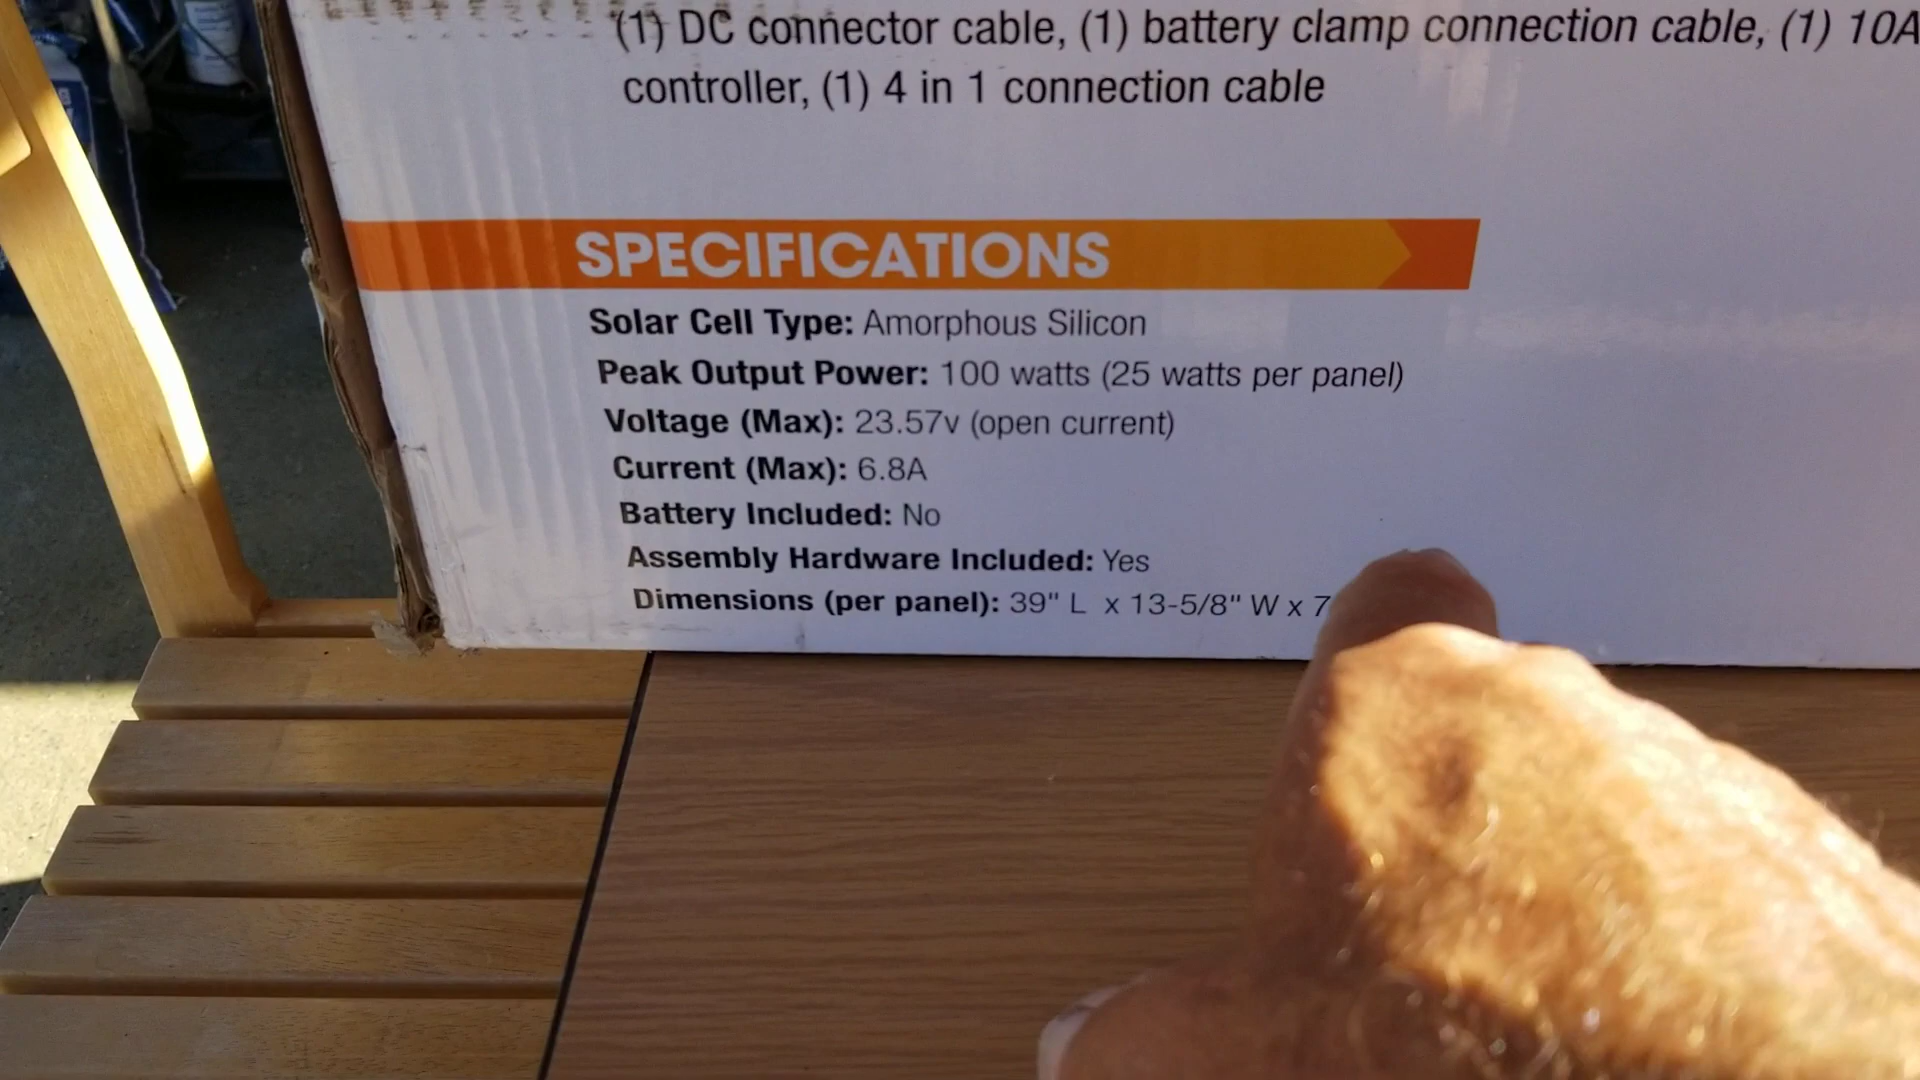 (1) DC connector cable, (1) battery clamp connection cable, (1) 10A
controller, (1) 4 in 1 connection cable
SPECIFICATIONS
Solar Cell Type: Amorphous Silicon
Peak Output Power: 100 watts (25 watts per panel)
Voltage (Max): 23.57v (open current)
Current (Max): 6.8A
Battery Included: No
Assembly Hardware Included: Yes
Dimensions (per panel): 39" L x 13-5/8" W x 7